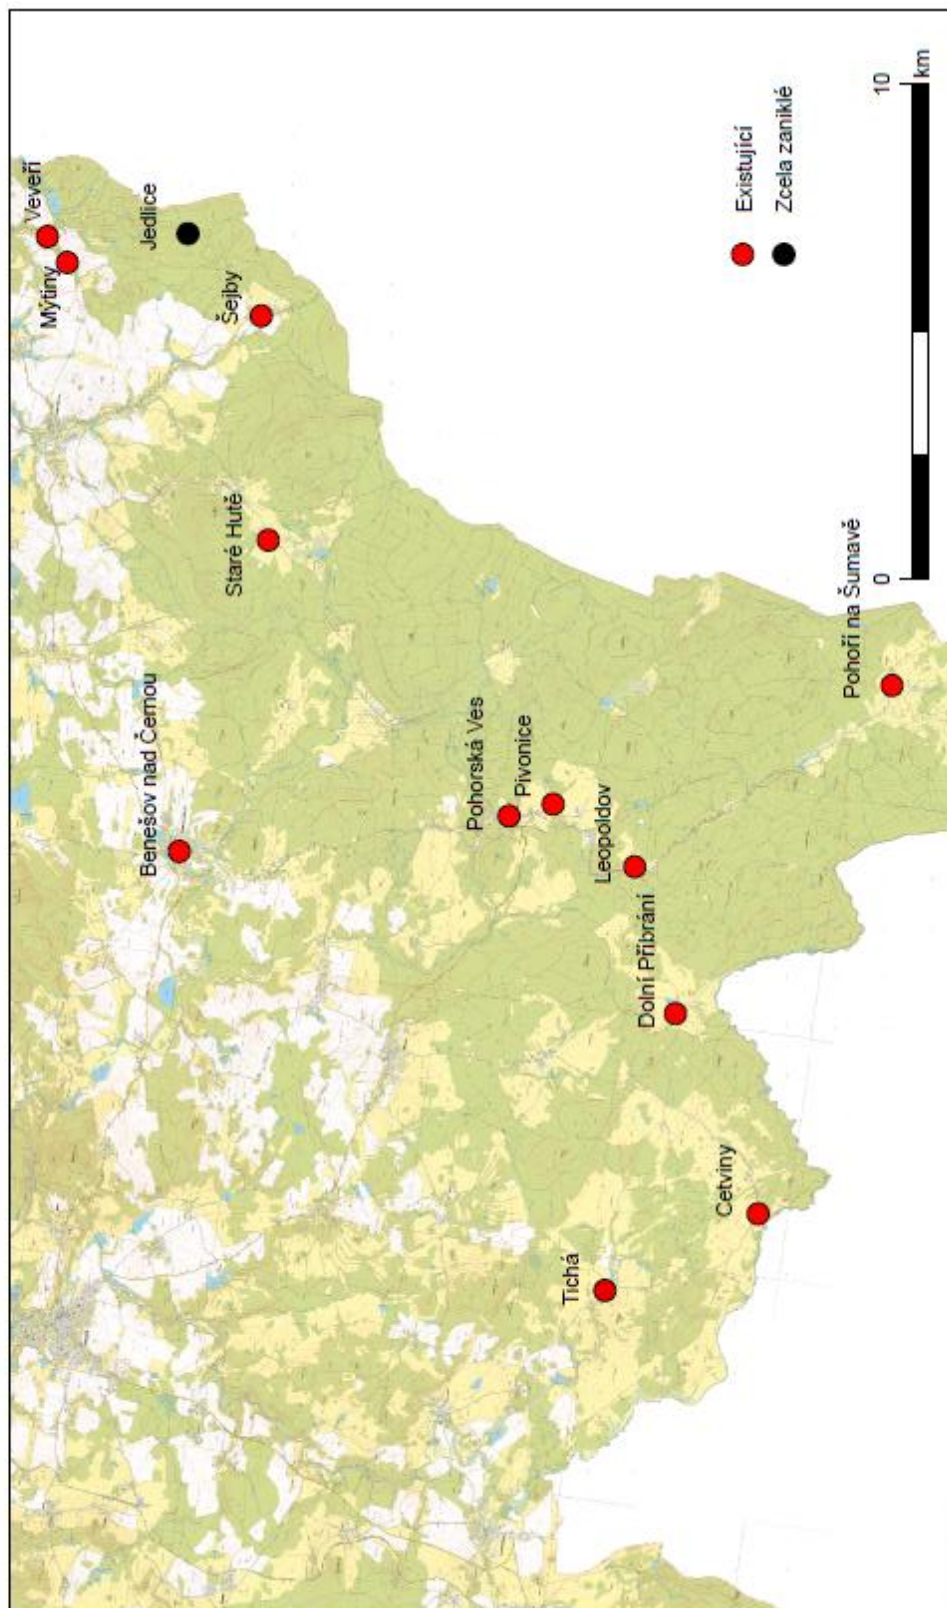 Veveří
Mýtiny
Jedlice
Šejby
Staré Hutě
Benešov nad Černou
Pohorská Ves
Pivonice
Leopoldov
Dolní Přibrání
Pohoří na Šumavě
Cetviny
Tichá
Existující
Zcela zaniklé
0
10
km